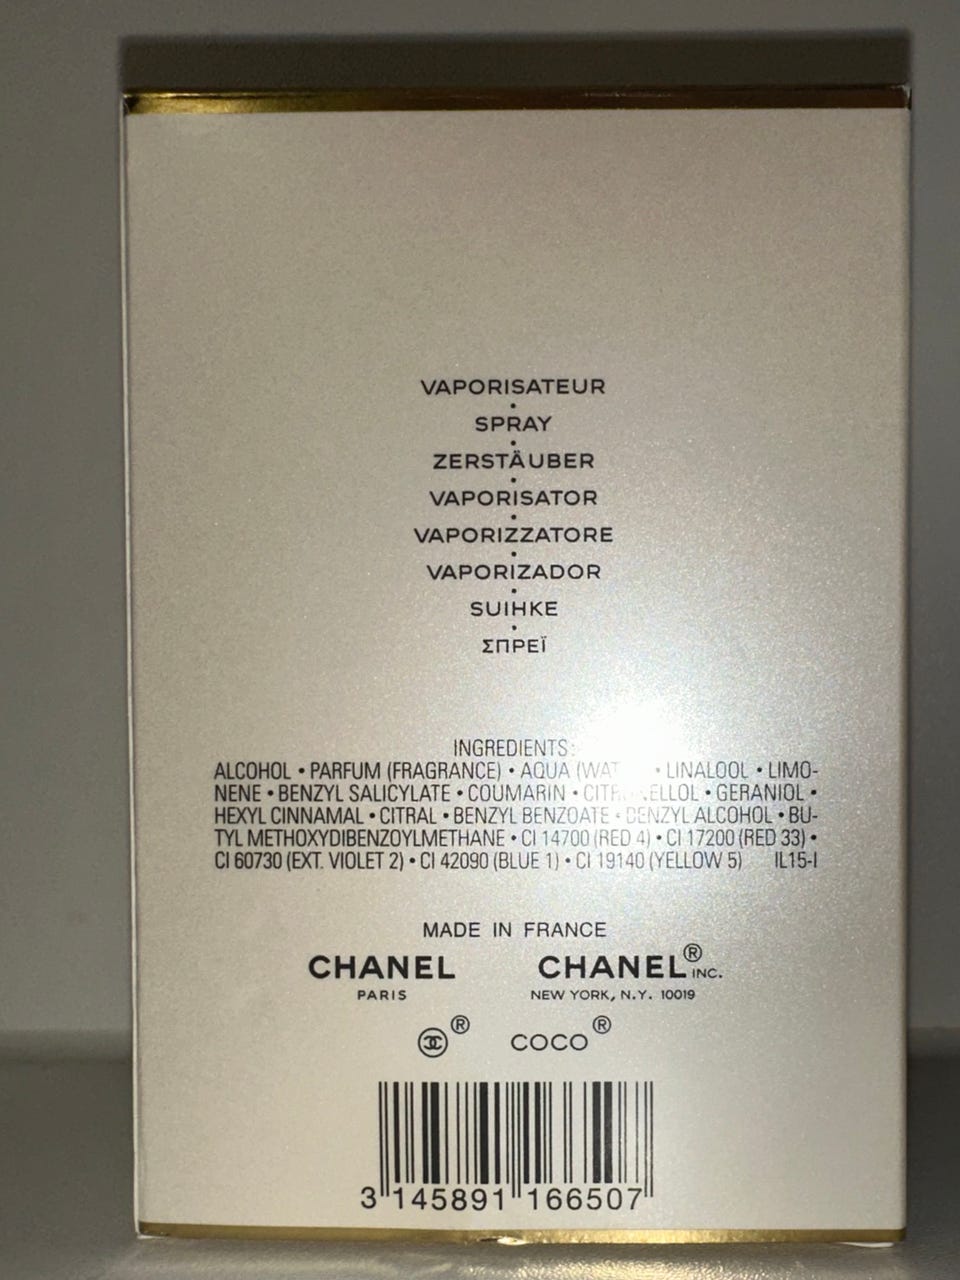 VAPORISATEUR
•
SPRAY
•
ZERSTÄUBER
•
VAPORISATOR
•
VAPORIZZATORE
•
VAPORIZADOR
•
SUIHKE
•
ΣΠΡΕΪ
INGREDIENTS:
ALCOHOL • PARFUM (FRAGRANCE) • AQUA • LINALOOL • LIMO-
NENE • BENZYL SALICYLATE • COUMARIN • GERANIOL •
HEXYL CINNAMAL • CITRAL • BENZYL BENZOATE • BENZYL ALCOHOL • BU-
TYL METHOXYDIBENZOYLMETHANE • CI 14700 (RED 4) • CI 17200 (RED 33) •
CI 60730 (EXT. VIOLET 2) • CI 42090 (BLUE 1) • CI 19140 (YELLOW 5) IL15-I
MADE IN FRANCE
CHANEL CHANEL® INC.
PARIS NEW YORK, N.Y. 10019
® COCO®
3 145891 166507